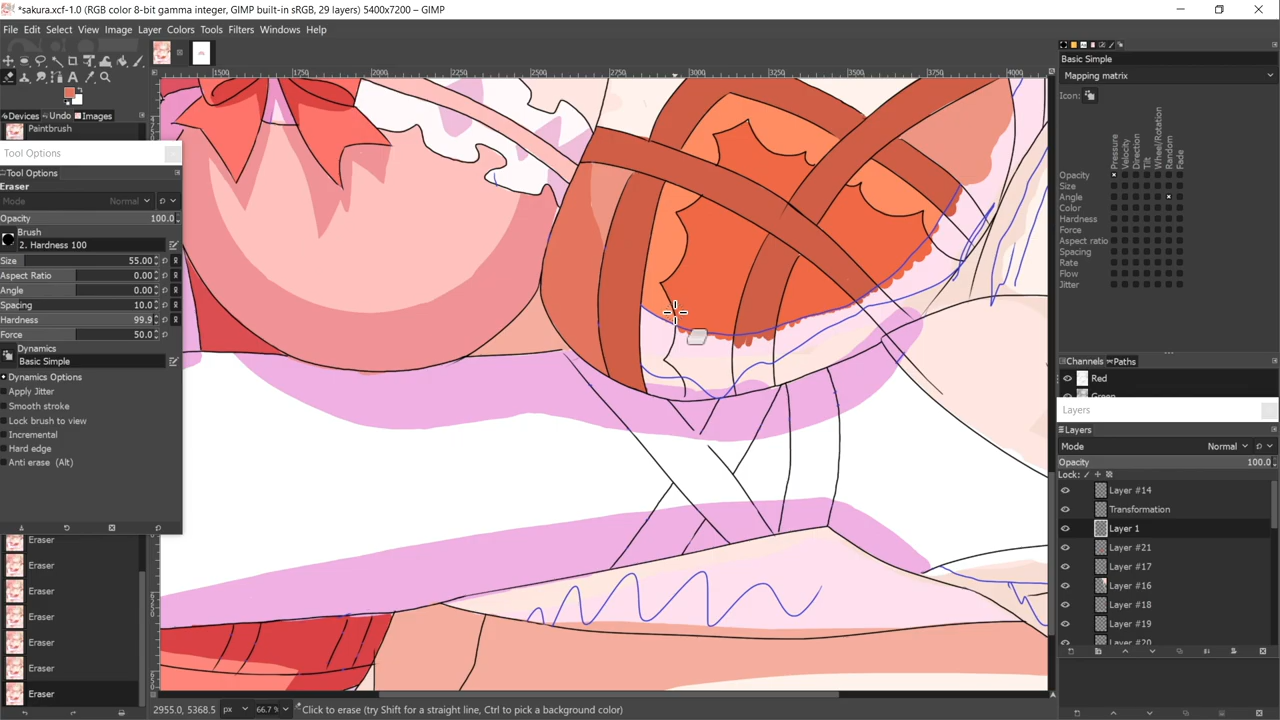 *sakura.xcf-1.0 (RGB color 8-bit gamma integer, GIMP built-in sRGB, 29 layers) 5400x7200 – GIMP
File Edit Select View Image Layer Colors Tools Filters Windows Help
Devices Undo Images
Paintbrush
Tool Options
Tool Options
Eraser
Mode Normal
Opacity 100.0
Brush
2. Hardness 100
Size 55.00
Aspect Ratio 0.00
Angle 0.00
Spacing 10.0
Hardness 99.9
Force 50.0
Dynamics
Basic Simple
Dynamics Options
Apply Jitter
Smooth stroke
Lock brush to view
Incremental
Hard edge
Anti erase (Alt)
Eraser
Eraser
Eraser
Eraser
Eraser
Eraser
Eraser
1500 1750 2000 2250 2500 2750 3000 3250 3500 3750 4000
2955.0, 5368.5 px 66.7 % Click to erase (try Shift for a straight line, Ctrl to pick a background color)
Basic Simple
Mapping matrix
Icon:
Pressure Velocity Direction Tilt Wheel/Rotation Random Fade
Opacity
Size
Angle
Color
Hardness
Force
Aspect ratio
Spacing
Rate
Flow
Jitter
Channels Paths
Red
Green
Layers
Layers
Mode Normal
Opacity 100.0
Lock:
Layer #14
Transformation
Layer 1
Layer #21
Layer #17
Layer #16
Layer #18
Layer #19
Layer #20